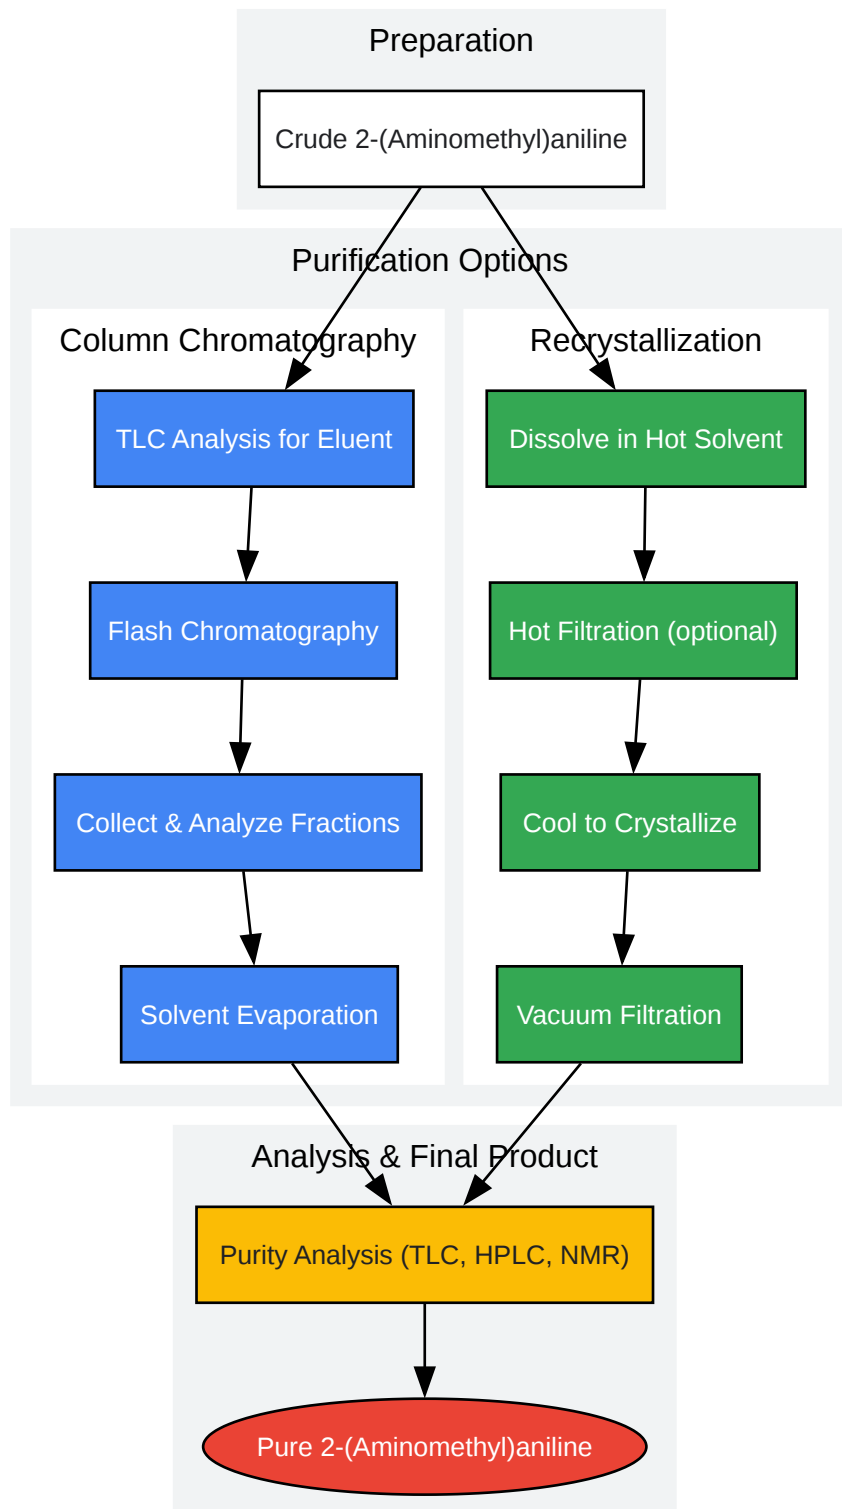 Preparation
Crude 2-(Aminomethyl)aniline
Purification Options
Column Chromatography
TLC Analysis for Eluent
Flash Chromatography
Collect & Analyze Fractions
Solvent Evaporation
Recrystallization
Dissolve in Hot Solvent
Hot Filtration (optional)
Cool to Crystallize
Vacuum Filtration
Analysis & Final Product
Purity Analysis (TLC, HPLC, NMR)
Pure 2-(Aminomethyl)aniline